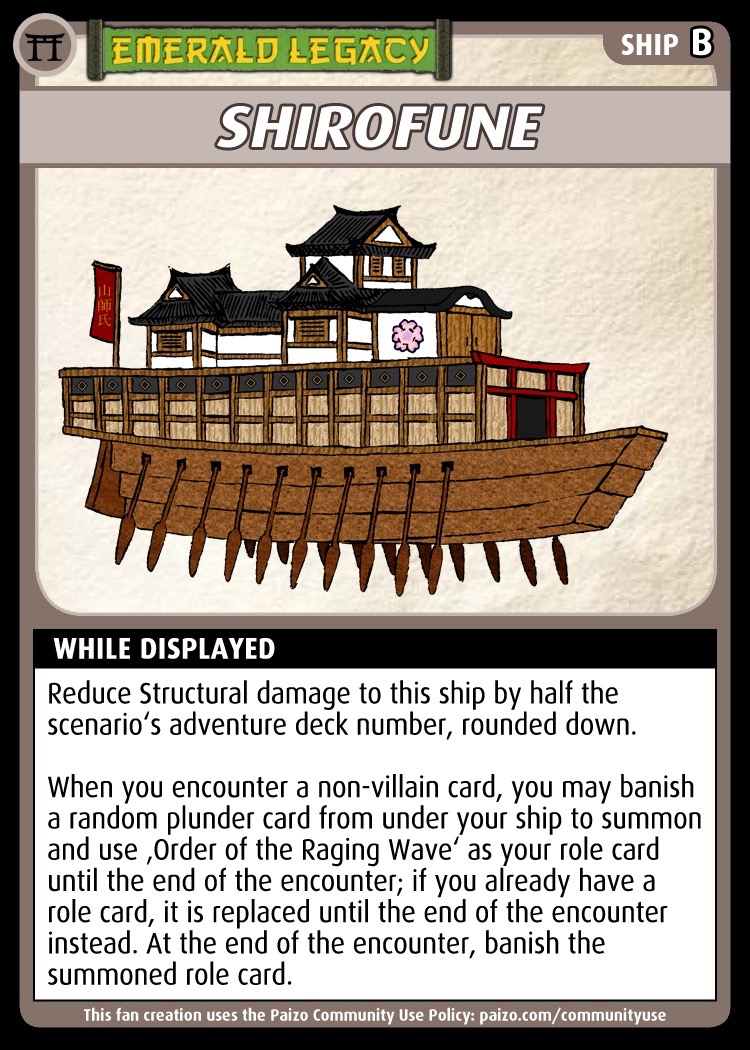 EMERALD LEGACY
SHIP B
SHIROFUNE
山師氏
WHILE DISPLAYED
Reduce Structural damage to this ship by half the
scenario‘s adventure deck number, rounded down.
When you encounter a non-villain card, you may banish
a random plunder card from under your ship to summon
and use ‚Order of the Raging Wave‘ as your role card
until the end of the encounter; if you already have a
role card, it is replaced until the end of the encounter
instead. At the end of the encounter, banish the
summoned role card.
This fan creation uses the Paizo Community Use Policy: paizo.com/communityuse